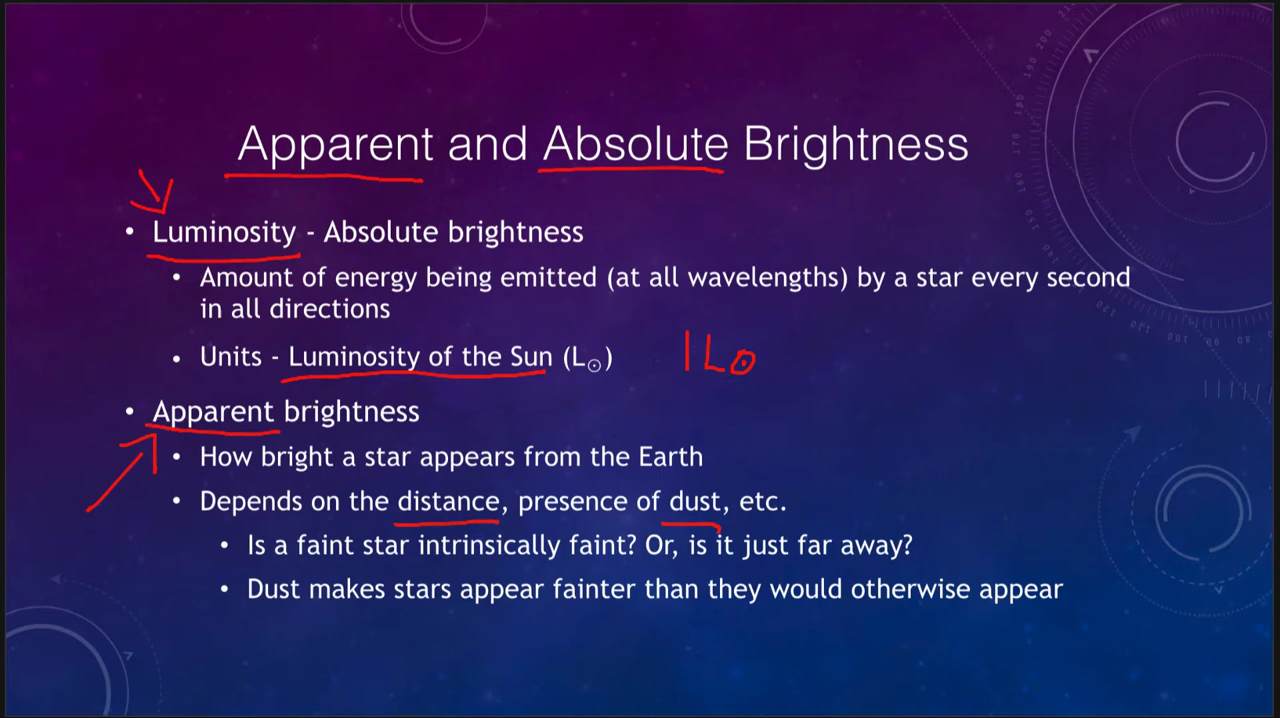 Apparent and Absolute Brightness
• Luminosity - Absolute brightness
• Amount of energy being emitted (at all wavelengths) by a star every second
in all directions
• Units - Luminosity of the Sun (L☉) 1L☉
• Apparent brightness
• How bright a star appears from the Earth
• Depends on the distance, presence of dust, etc.
• Is a faint star intrinsically faint? Or, is it just far away?
• Dust makes stars appear fainter than they would otherwise appear